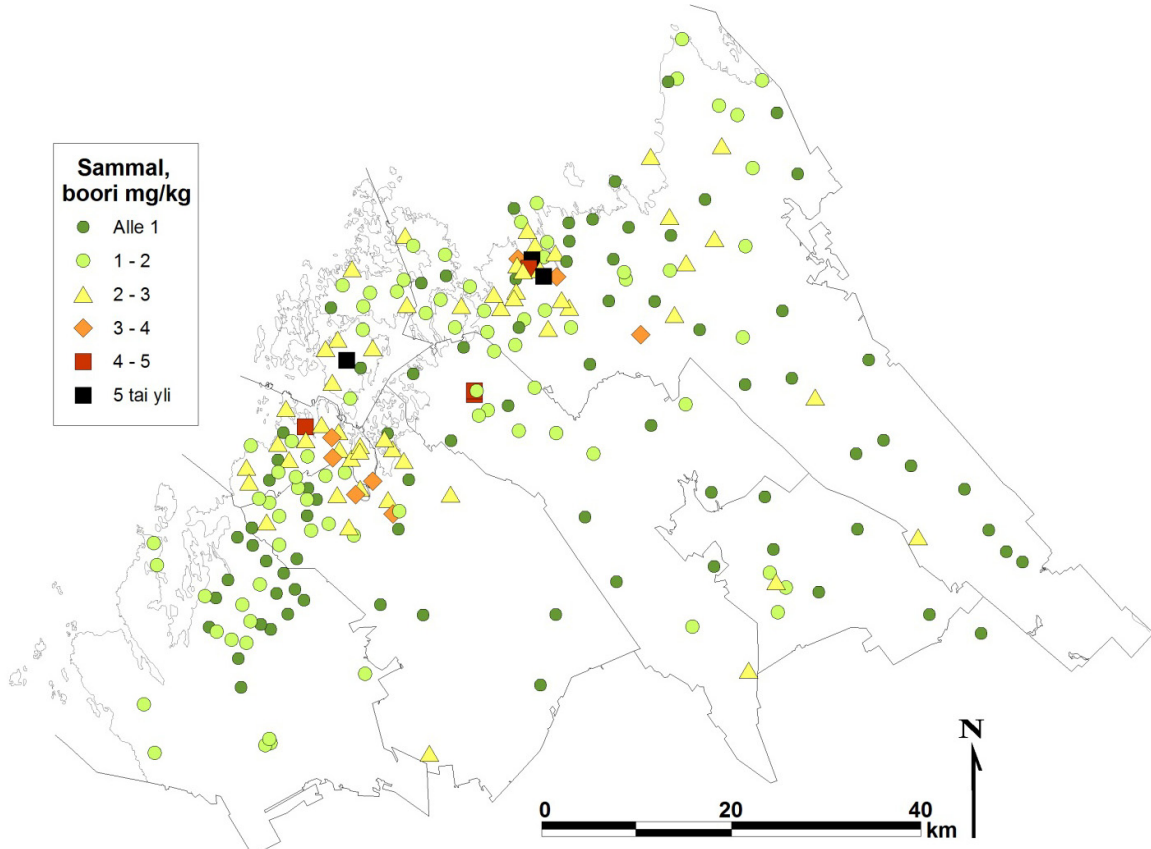 Sammal,
boori mg/kg
Alle 1
1 - 2
2 - 3
3 - 4
4 - 5
5 tai yli
N
0 20 40
km